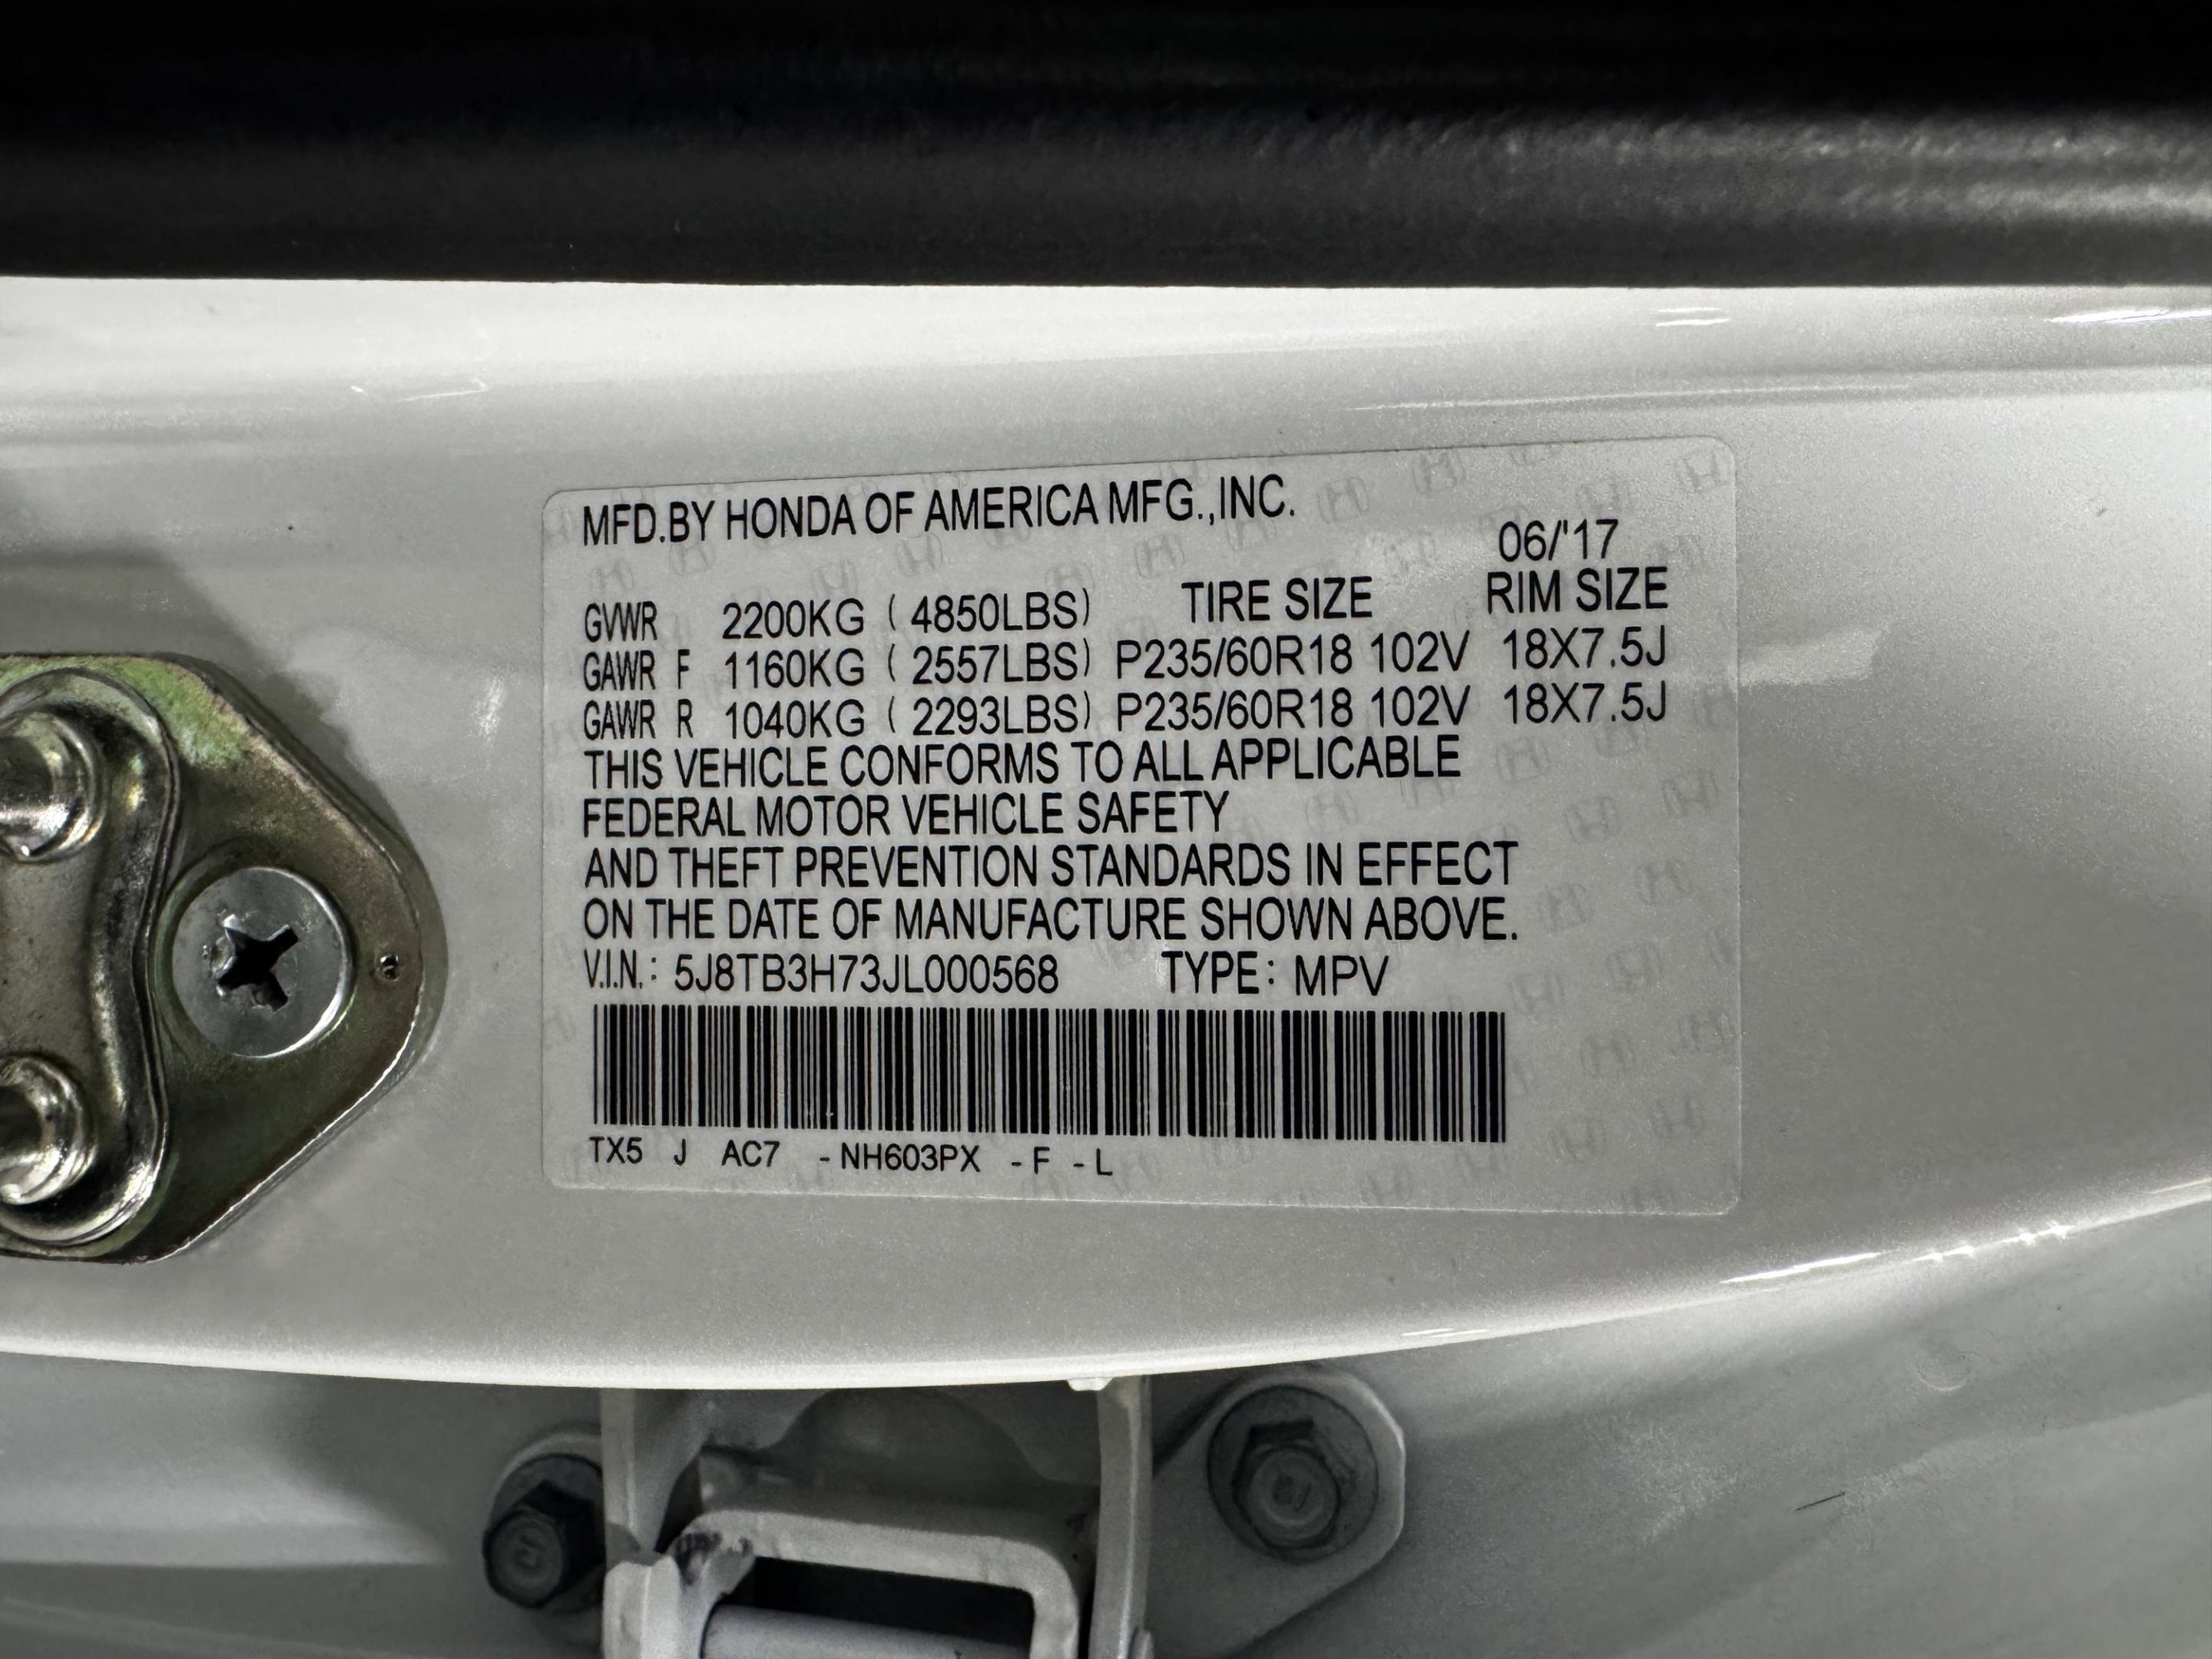 MFD.BY HONDA OF AMERICA MFG.,INC.
06/'17
GVWR 2200KG ( 4850LBS) TIRE SIZE RIM SIZE
GAWR F 1160KG ( 2557LBS) P235/60R18 102V 18X7.5J
GAWR R 1040KG ( 2293LBS) P235/60R18 102V 18X7.5J
THIS VEHICLE CONFORMS TO ALL APPLICABLE
FEDERAL MOTOR VEHICLE SAFETY
AND THEFT PREVENTION STANDARDS IN EFFECT
ON THE DATE OF MANUFACTURE SHOWN ABOVE.
V.I.N.: 5J8TB3H73JL000568 TYPE: MPV
TX5 J AC7 -NH603PX -F -L